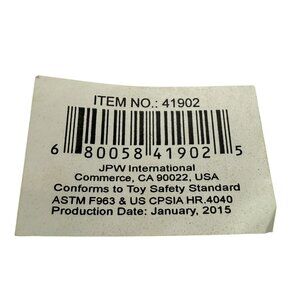 ITEM NO.: 41902
6 80058 41902 5
JPW International
Commerce, CA 90022, USA
Conforms to Toy Safety Standard
ASTM F963 & US CPSIA HR.4040
Production Date: January, 2015